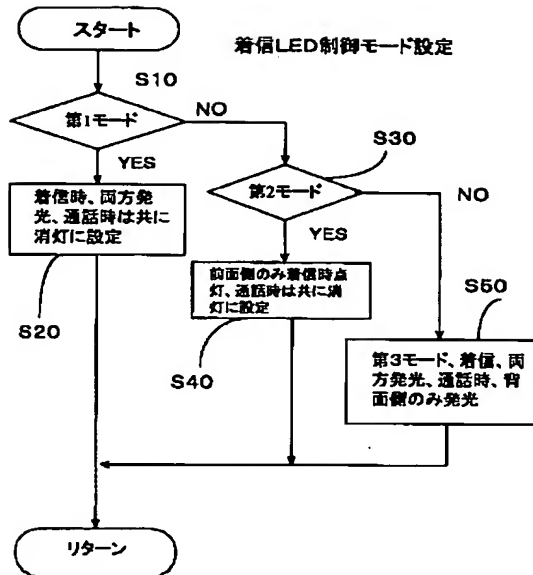 スタート
着信LED制御モード設定
S10
第1モード
NO
YES
S30
着信時、両方発
光、通話時は共に
消灯に設定
第2モード
NO
YES
S20
前面側のみ着信時点
灯、通話時は共に消
灯に設定
S40
S50
第3モード、着信、両
方発光、通話時、背
面側のみ発光
リターン